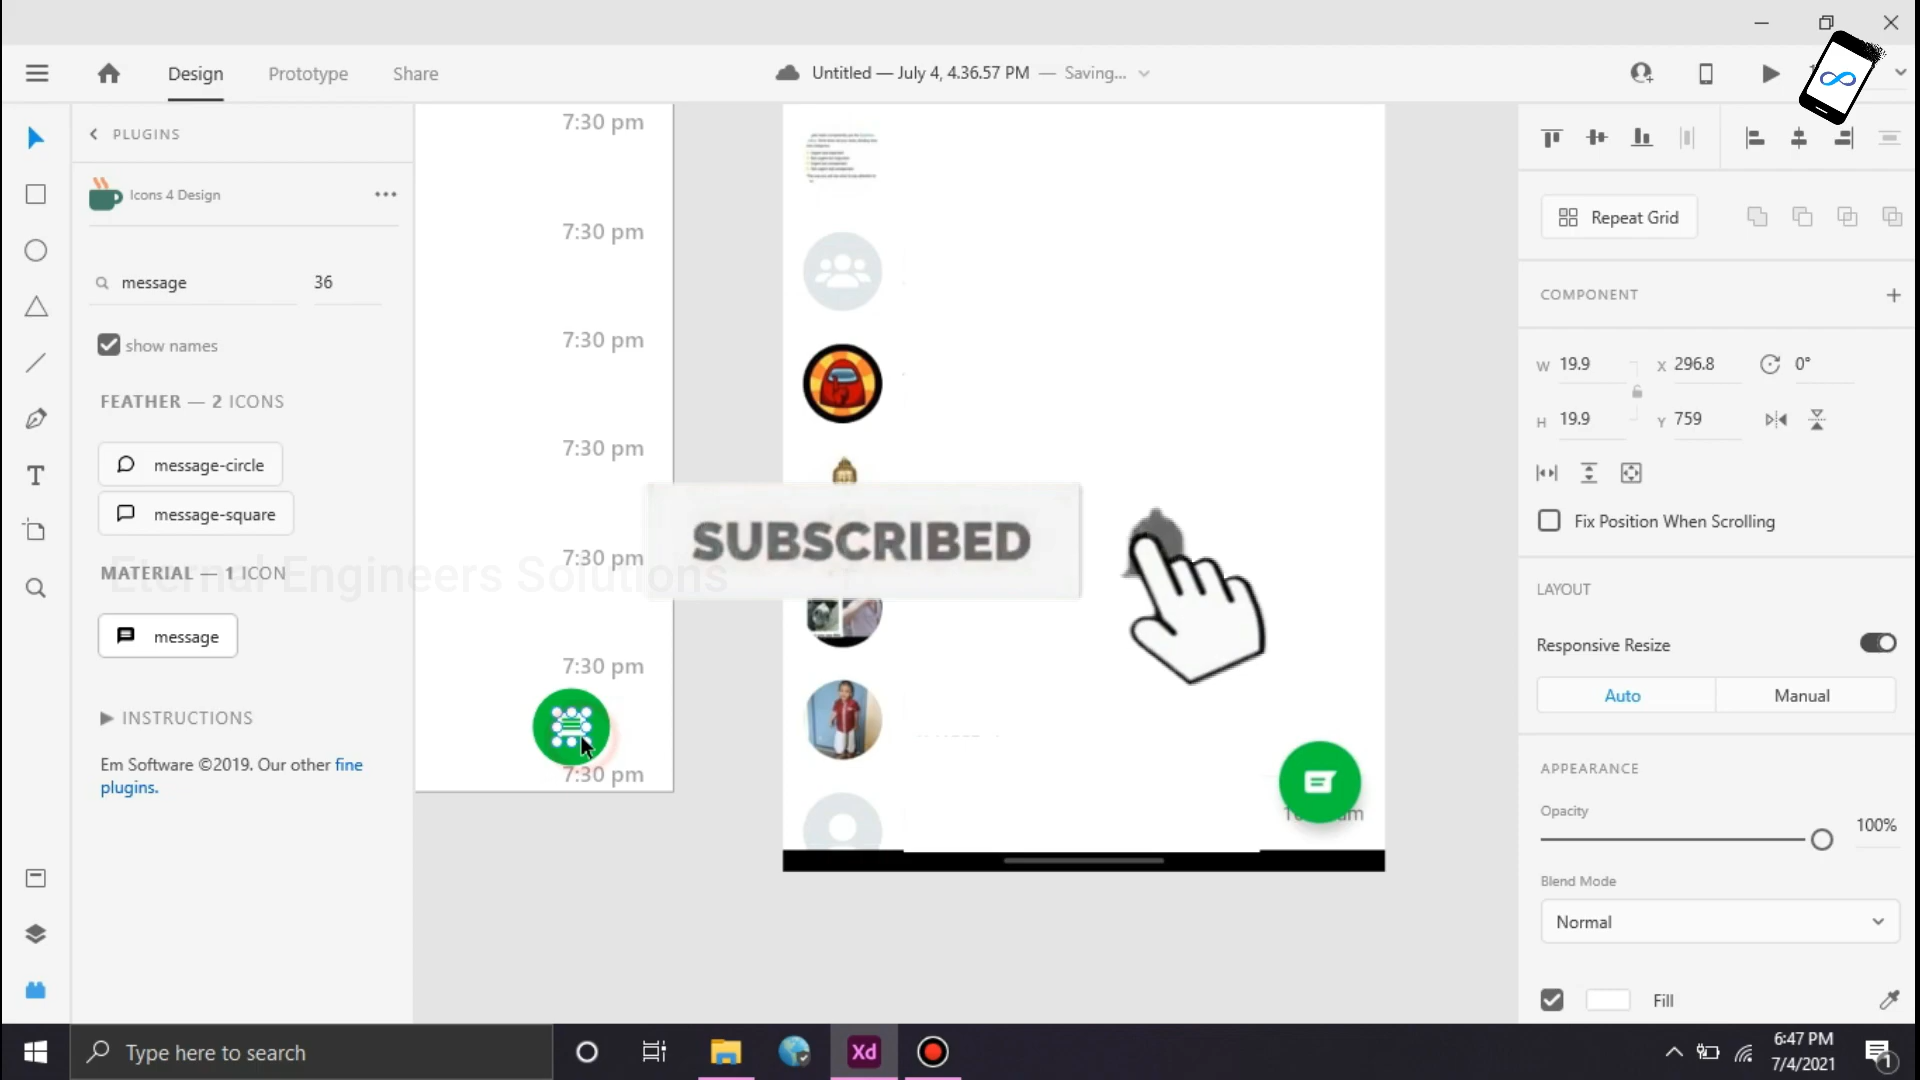 Design
Prototype
Share
Untitled — July 4, 4.36.57 PM — Saving...
PLUGINS
Icons 4 Design
message
36
show names
FEATHER — 2 ICONS
message-circle
message-square
MATERIAL — 1 ICON
Eternal Engineers Solutions
message
INSTRUCTIONS
Em Software ©2019. Our other fine
plugins.
7:30 pm
7:30 pm
7:30 pm
7:30 pm
7:30 pm
7:30 pm
7:30 pm
SUBSCRIBED
Repeat Grid
COMPONENT
W 19.9
X 296.8
0°
H 19.9
Y 759
Fix Position When Scrolling
LAYOUT
Responsive Resize
Auto
Manual
APPEARANCE
Opacity
100%
Blend Mode
Normal
Fill
Type here to search
Xd
6:47 PM
7/4/2021
1